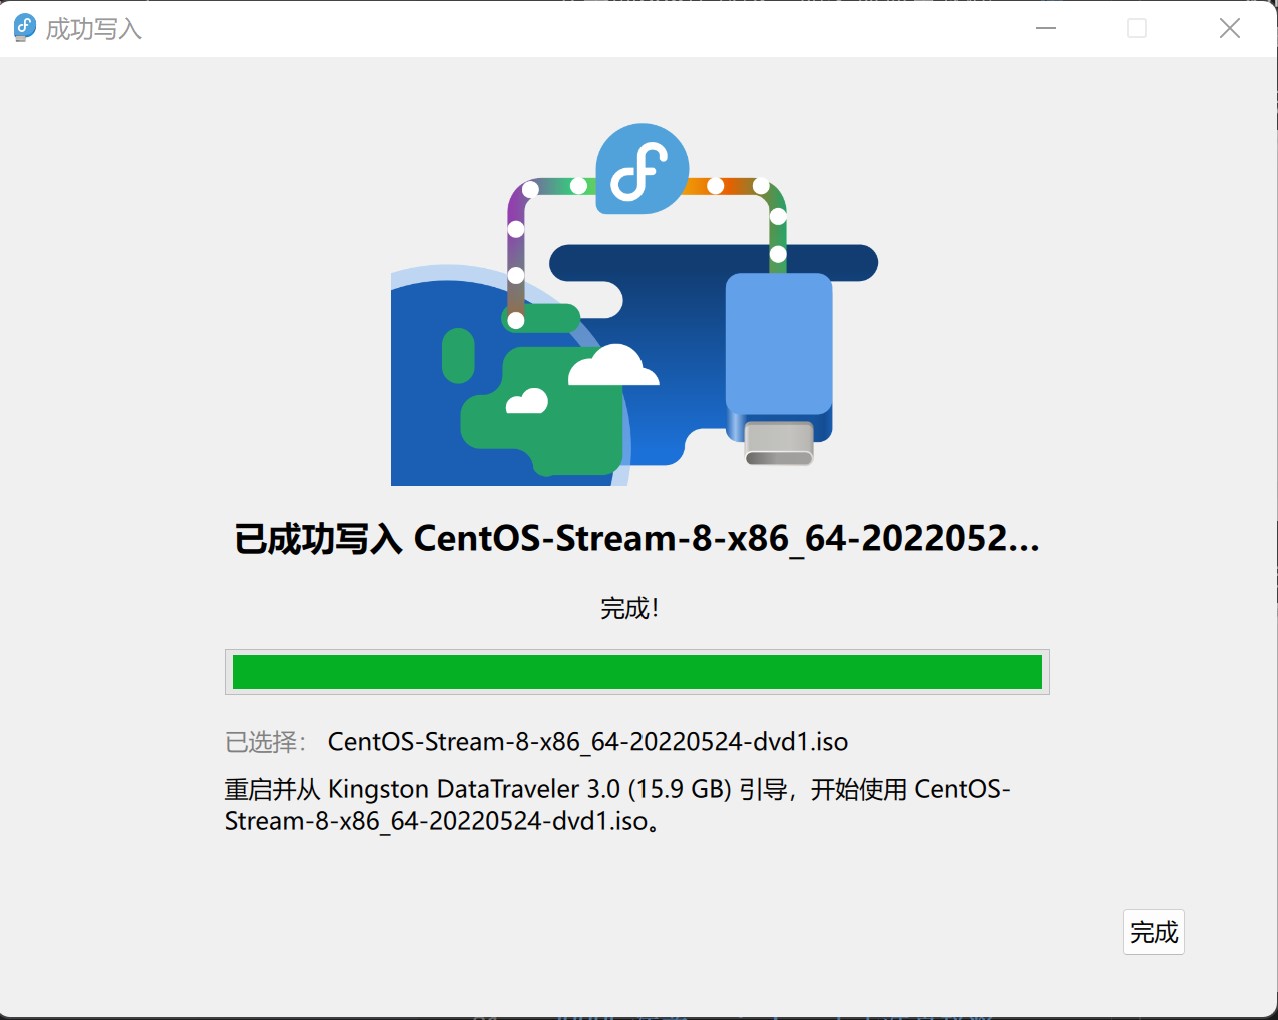 成功写入
已成功写入 CentOS-Stream-8-x86_64-2022052...
完成！
已选择： CentOS-Stream-8-x86_64-20220524-dvd1.iso
重启并从 Kingston DataTraveler 3.0 (15.9 GB) 引导，开始使用 CentOS-
Stream-8-x86_64-20220524-dvd1.iso。
完成